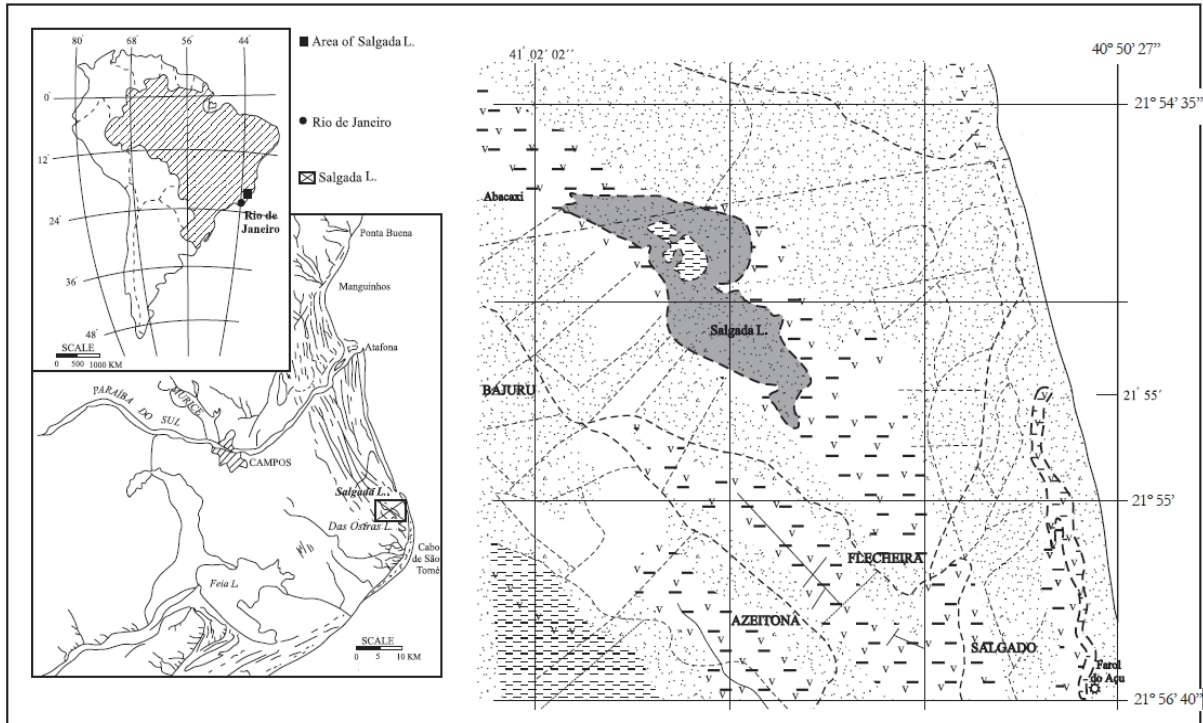 80°
68°
56°
44°
0°
12°
24°
36°
48°
Rio de
Janeiro
SCALE
0 500 1000 KM
Area of Salgada L.
Rio de Janeiro
Salgada L.
Ponta Buena
Manguinhos
Atafona
PARAÍBA DO SUL
MURICE
CAMPOS
Salgada L.
Das Ostras L.
Cabo
de São
Tomé
Feia L.
SCALE
0 5 10 KM
41° 02′ 02′′
40° 50′ 27”
21° 54′ 35”
Abacaxi
Salgada L.
BAJURU
21° 55′
21° 55′
FLECHEIRA
AZEITONA
SALGADO
Farol
do Açu
21° 56′ 40”